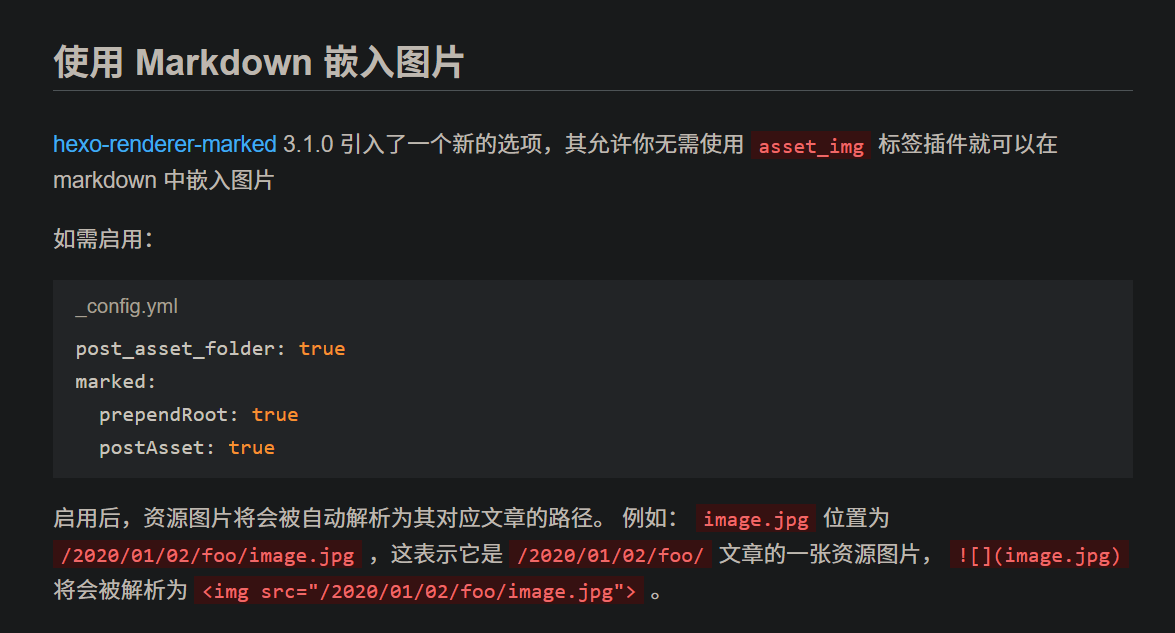 使用 Markdown 嵌入图片
hexo-renderer-marked 3.1.0 引入了一个新的选项，其允许你无需使用 asset_img 标签插件就可以在
markdown 中嵌入图片
如需启用：
_config.yml
post_asset_folder: true
marked:
  prependRoot: true
  postAsset: true
启用后，资源图片将会被自动解析为其对应文章的路径。 例如： image.jpg 位置为
/2020/01/02/foo/image.jpg ，这表示它是 /2020/01/02/foo/ 文章的一张资源图片， ![](image.jpg)
将会被解析为 <img src="/2020/01/02/foo/image.jpg"> 。